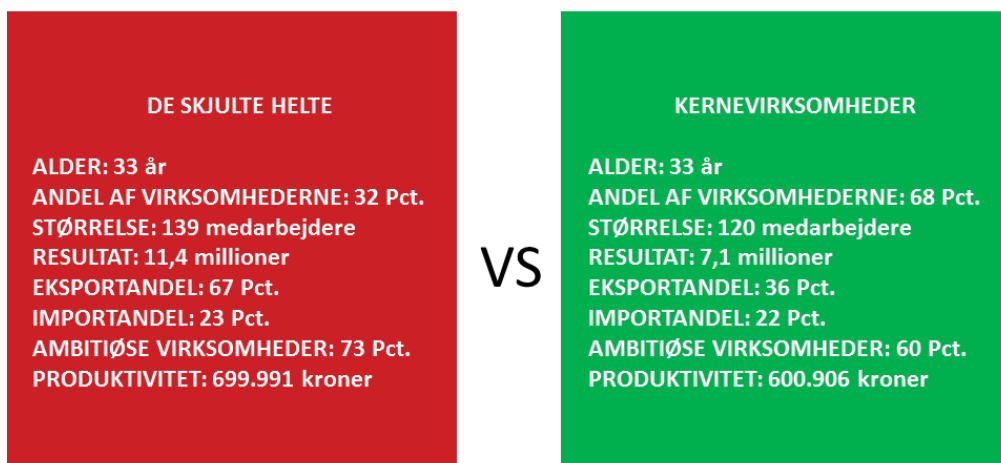 DE SKJULTE HELTE
ALDER: 33 år
ANDEL AF VIRKSOMHEDERNE: 32 Pct.
STØRRELSE: 139 medarbejdere
RESULTAT: 11,4 millioner
EKSPORTANDEL: 67 Pct.
IMPORTANDEL: 23 Pct.
AMBITIØSE VIRKSOMHEDER: 73 Pct.
PRODUKTIVITET: 699.991 kroner
VS
KERNEVIRKSOMHEDER
ALDER: 33 år
ANDEL AF VIRKSOMHEDERNE: 68 Pct.
STØRRELSE: 120 medarbejdere
RESULTAT: 7,1 millioner
EKSPORTANDEL: 36 Pct.
IMPORTANDEL: 22 Pct.
AMBITIØSE VIRKSOMHEDER: 60 Pct.
PRODUKTIVITET: 600.906 kroner